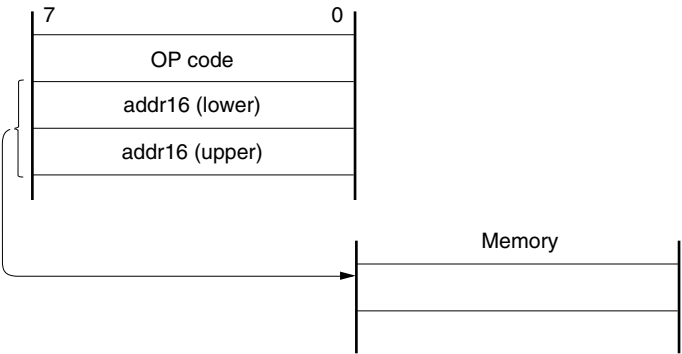 7 0
OP code
addr16 (lower)
addr16 (upper)
Memory